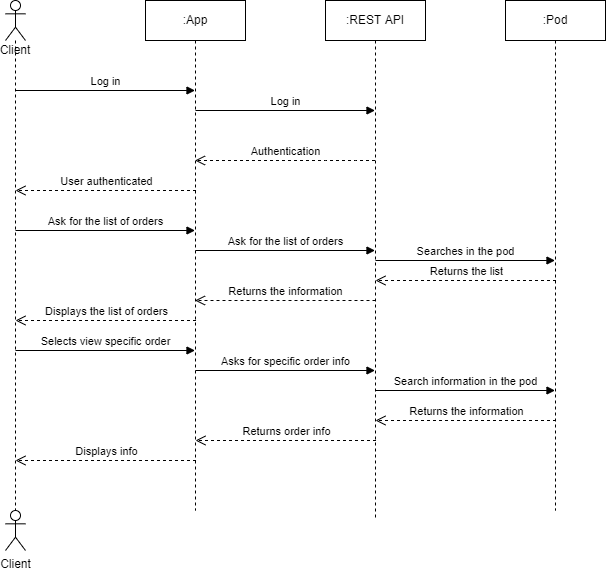 :App
:REST API
:Pod
Client
Log in
Log in
Authentication
User authenticated
Ask for the list of orders
Ask for the list of orders
Searches in the pod
Returns the list
Returns the information
Displays the list of orders
Selects view specific order
Asks for specific order info
Search information in the pod
Returns the information
Returns order info
Displays info
Client